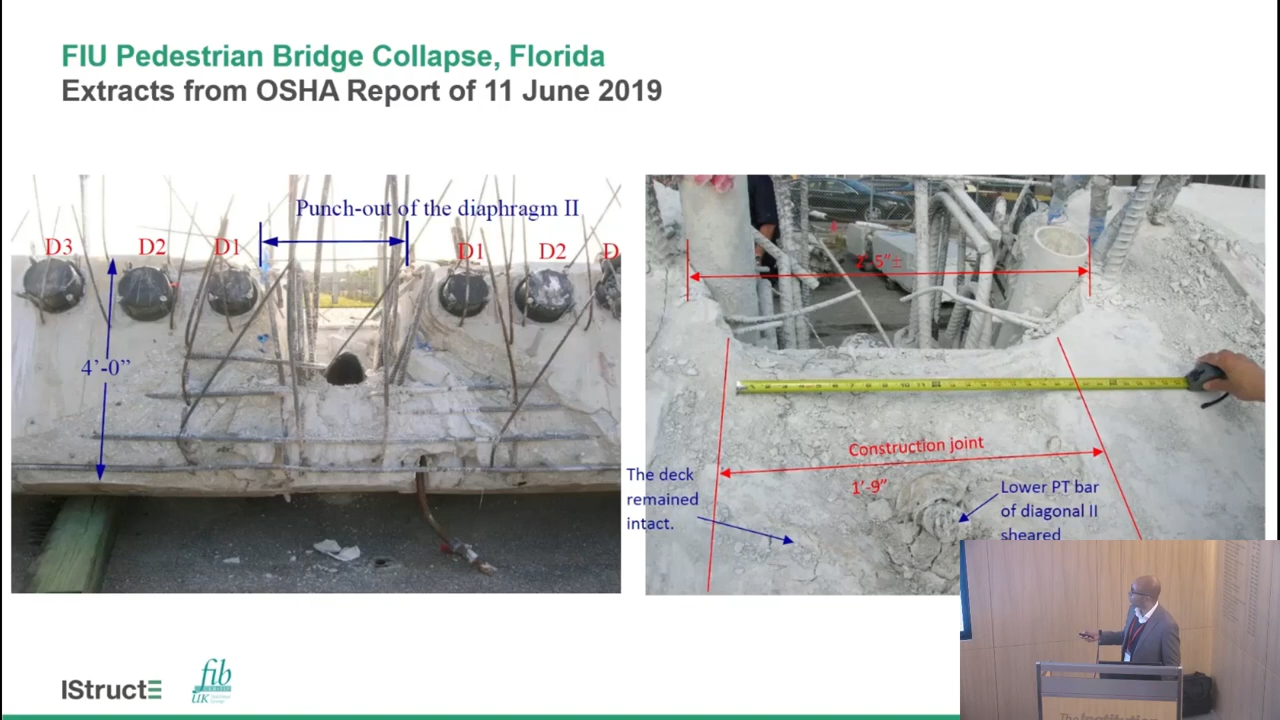 FIU Pedestrian Bridge Collapse, Florida
Extracts from OSHA Report of 11 June 2019
Punch-out of the diaphragm II
D3
D2
D1
D1
D2
D
4'-0"
2'-5"±
Construction joint
1'-9"
The deck
remained
intact.
Lower PT bar
of diagonal II
sheared
IStructE
fib
UK